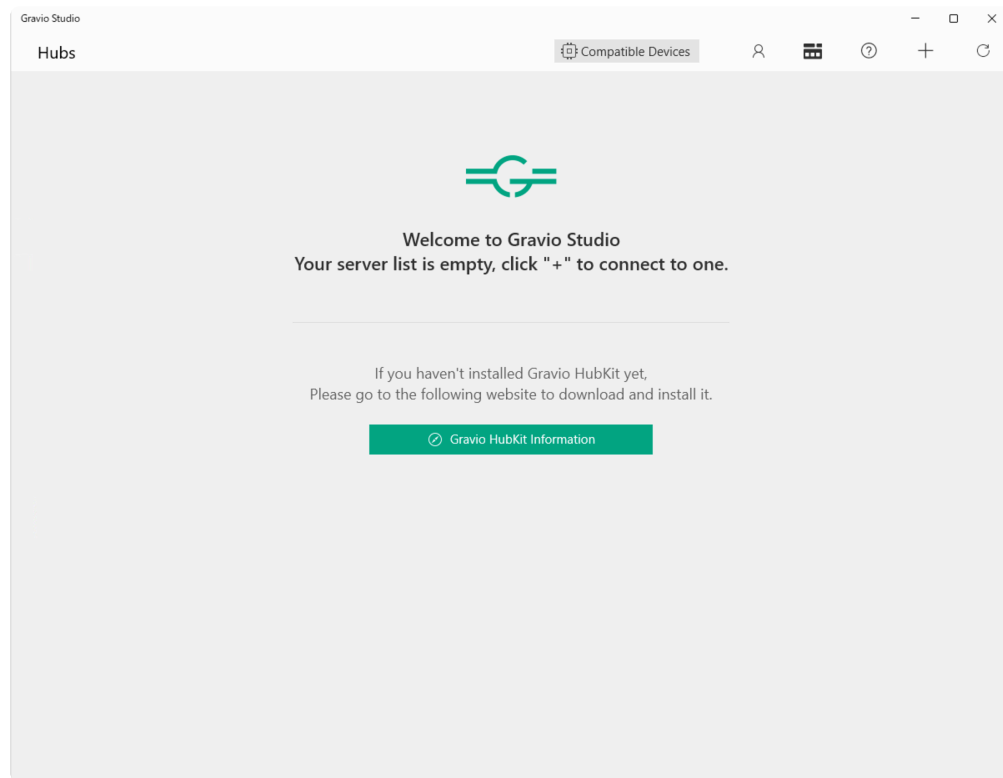 Gravio Studio
Hubs
Compatible Devices
Welcome to Gravio Studio
Your server list is empty, click "+" to connect to one.
If you haven't installed Gravio HubKit yet,
Please go to the following website to download and install it.
Gravio HubKit Information